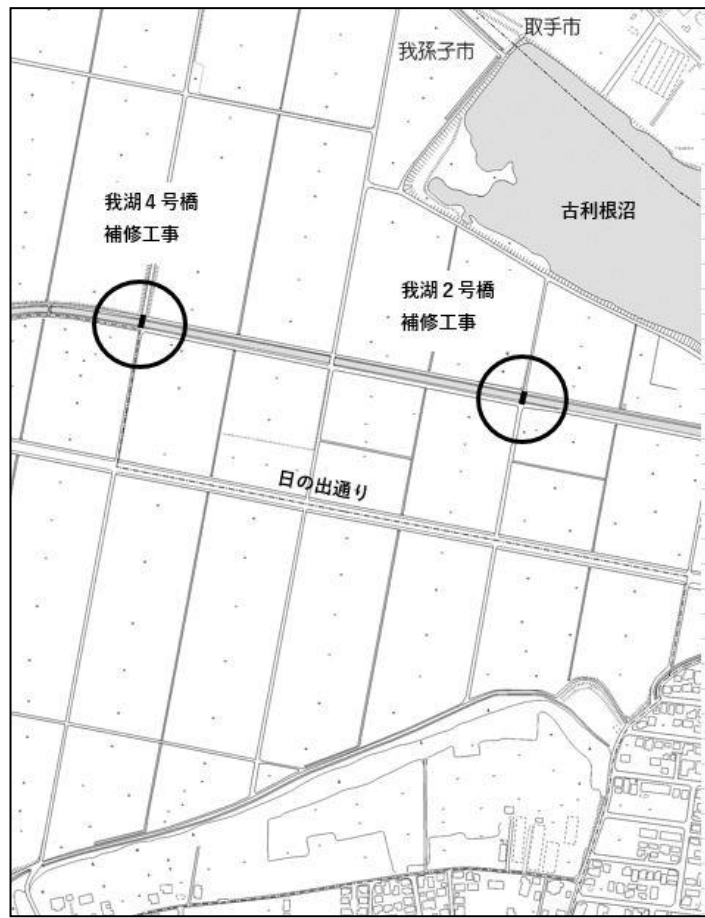 取手市
我孫子市
我湖4号橋
補修工事
古利根沼
我湖2号橋
補修工事
日の出通り